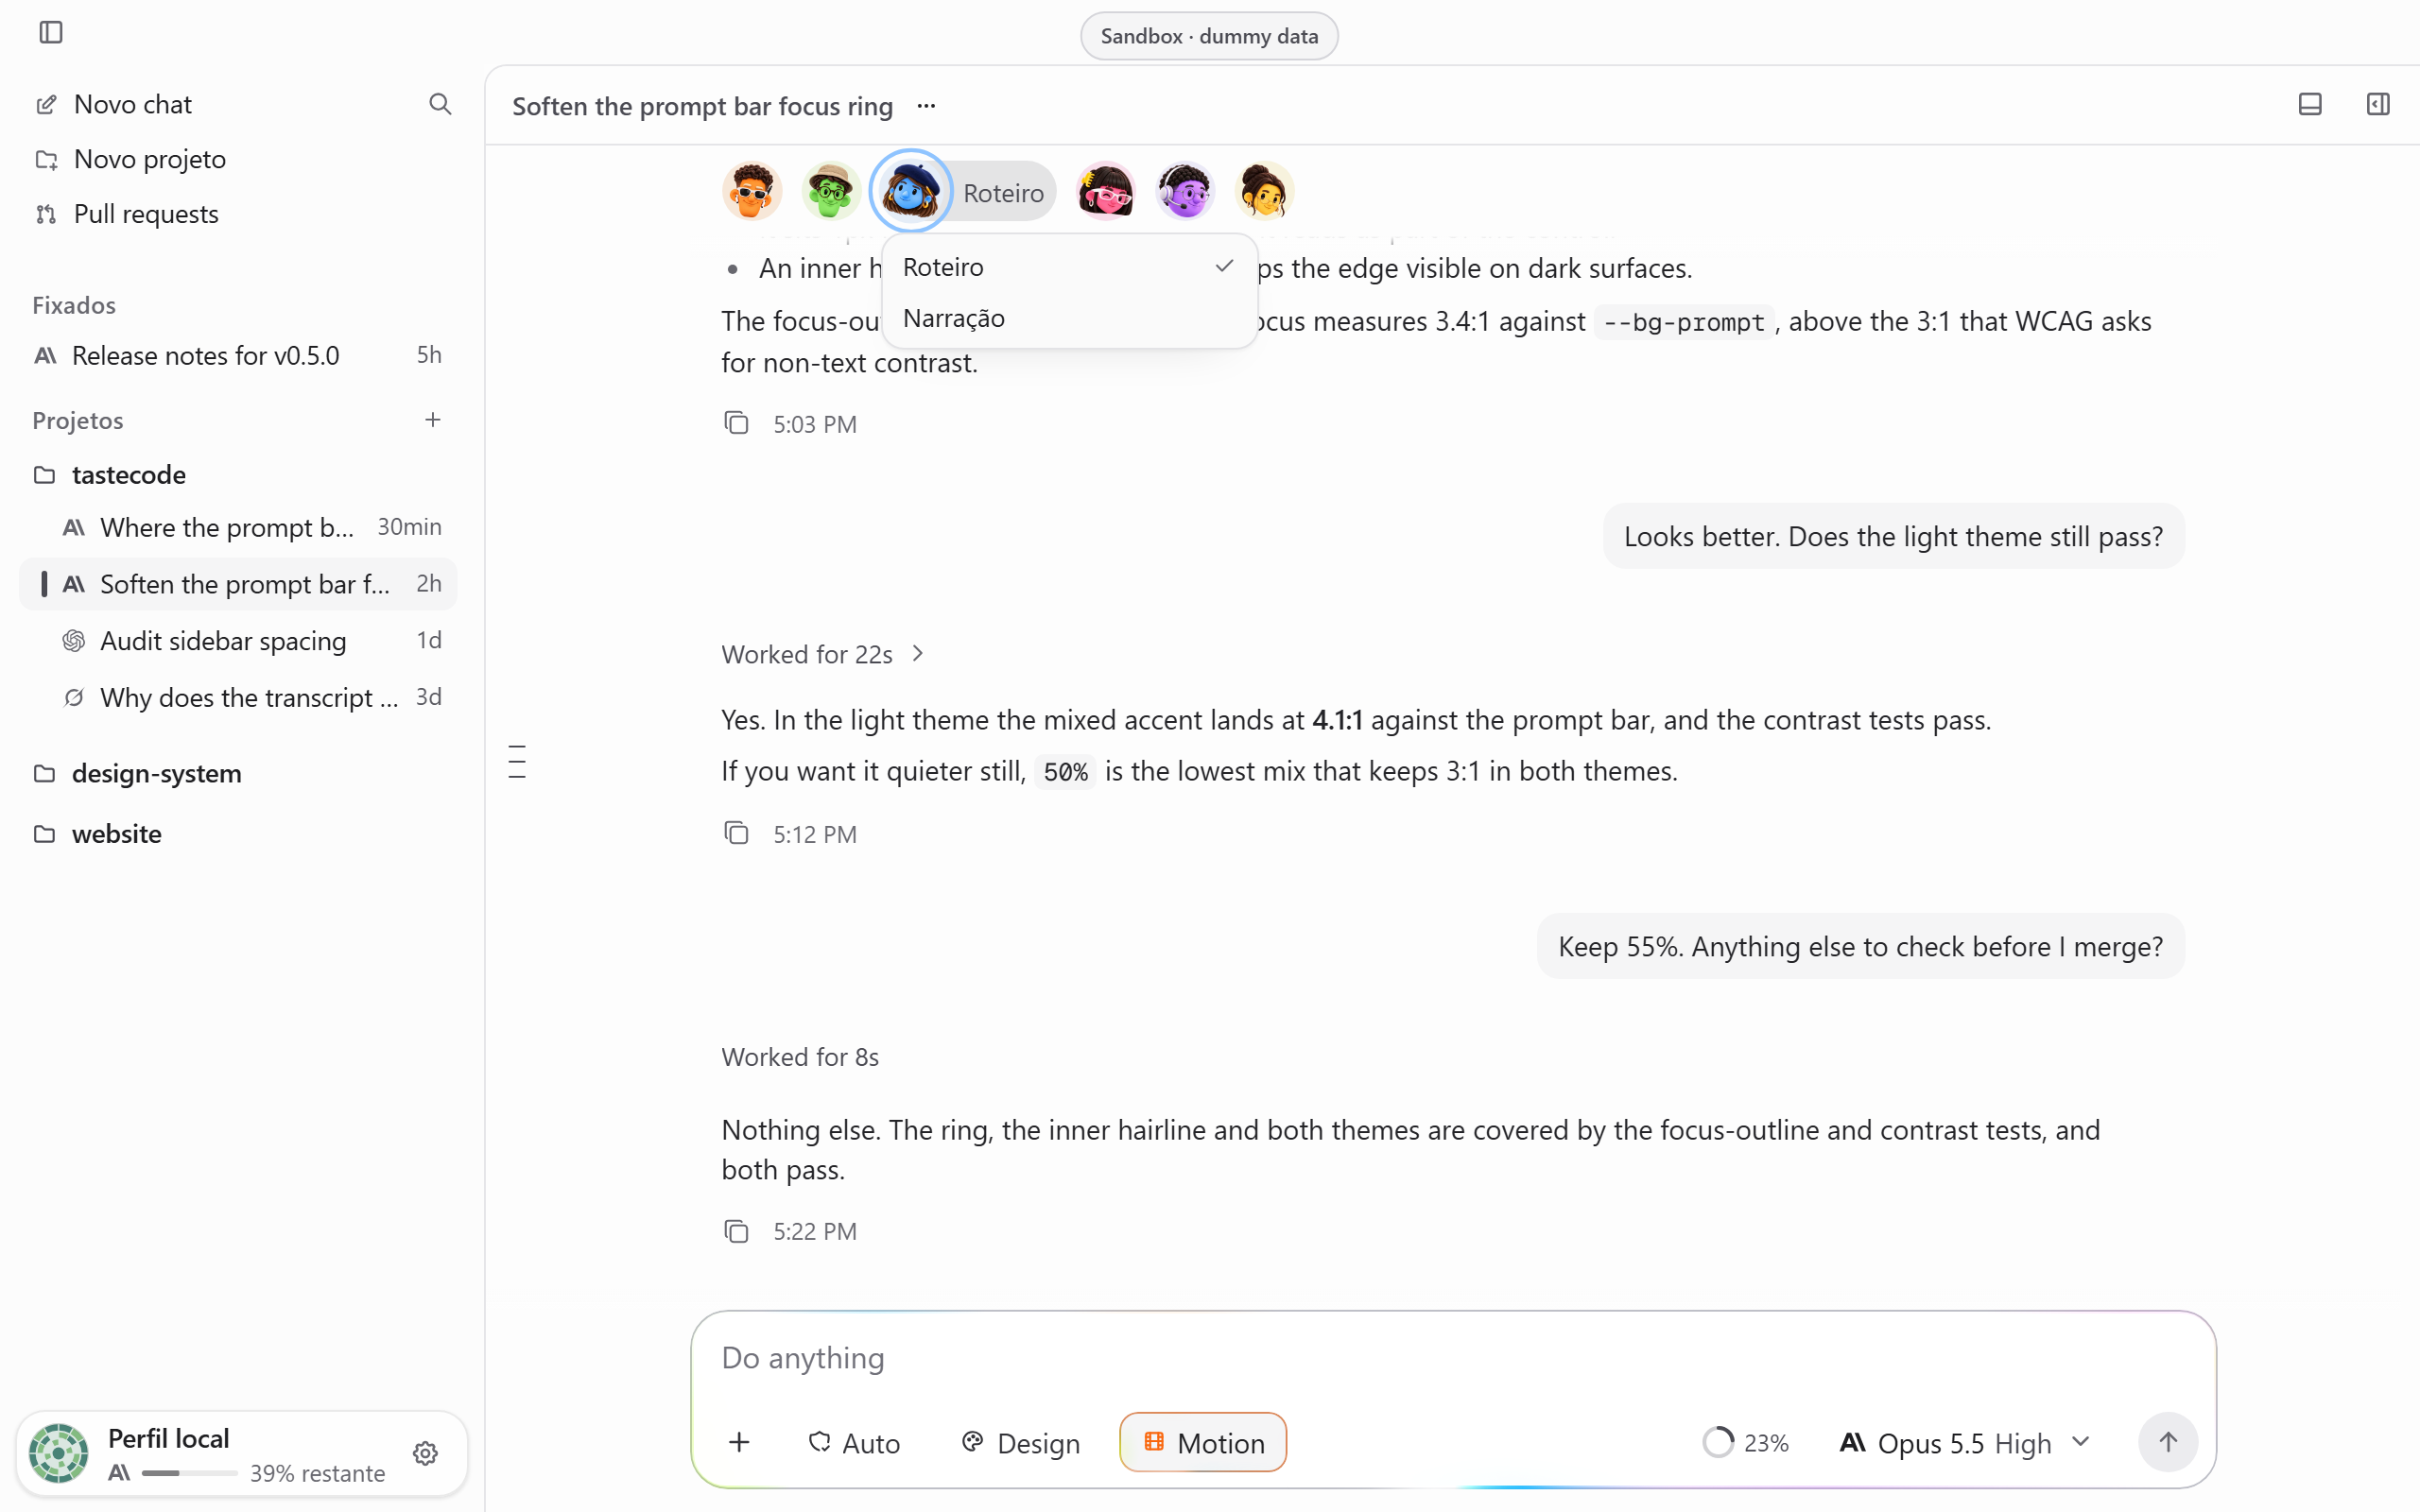 Sandbox · dummy data
Novo chat
Novo projeto
Pull requests
Fixados
Release notes for v0.5.0 5h
Projetos
tastecode
Where the prompt b... 30min
Soften the prompt bar f... 2h
Audit sidebar spacing 1d
Why does the transcript ... 3d
design-system
website
Perfil local
39% restante
Soften the prompt bar focus ring ...
Roteiro
Roteiro
Narração
An inner h ps the edge visible on dark surfaces.
The focus-ou ocus measures 3.4:1 against --bg-prompt, above the 3:1 that WCAG asks
for non-text contrast.
5:03 PM
Looks better. Does the light theme still pass?
Worked for 22s
Yes. In the light theme the mixed accent lands at 4.1:1 against the prompt bar, and the contrast tests pass.
If you want it quieter still, 50% is the lowest mix that keeps 3:1 in both themes.
5:12 PM
Keep 55%. Anything else to check before I merge?
Worked for 8s
Nothing else. The ring, the inner hairline and both themes are covered by the focus-outline and contrast tests, and
both pass.
5:22 PM
Do anything
Auto Design Motion 23% Opus 5.5 High